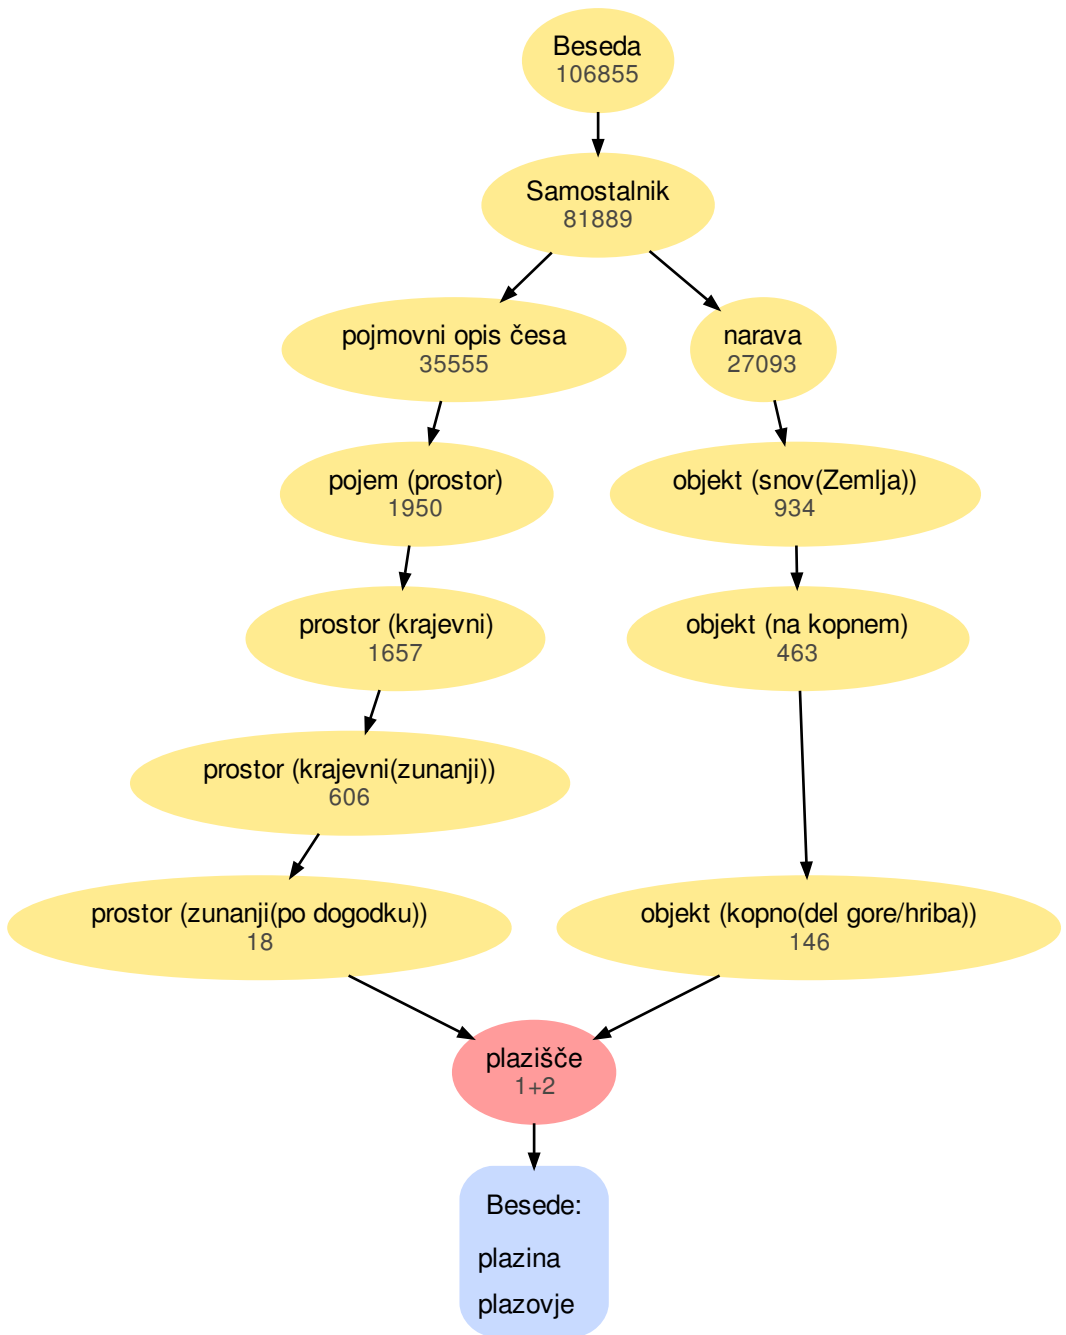 Beseda
106855
Samostalnik
81889
pojmovni opis česa
35555
narava
27093
pojem (prostor)
1950
objekt (snov(Zemlja))
934
prostor (krajevni)
1657
objekt (na kopnem)
463
prostor (krajevni(zunanji))
606
prostor (zunanji(po dogodku))
18
objekt (kopno(del gore/hriba))
146
plazišče
1+2
Besede:
plazina
plazovje